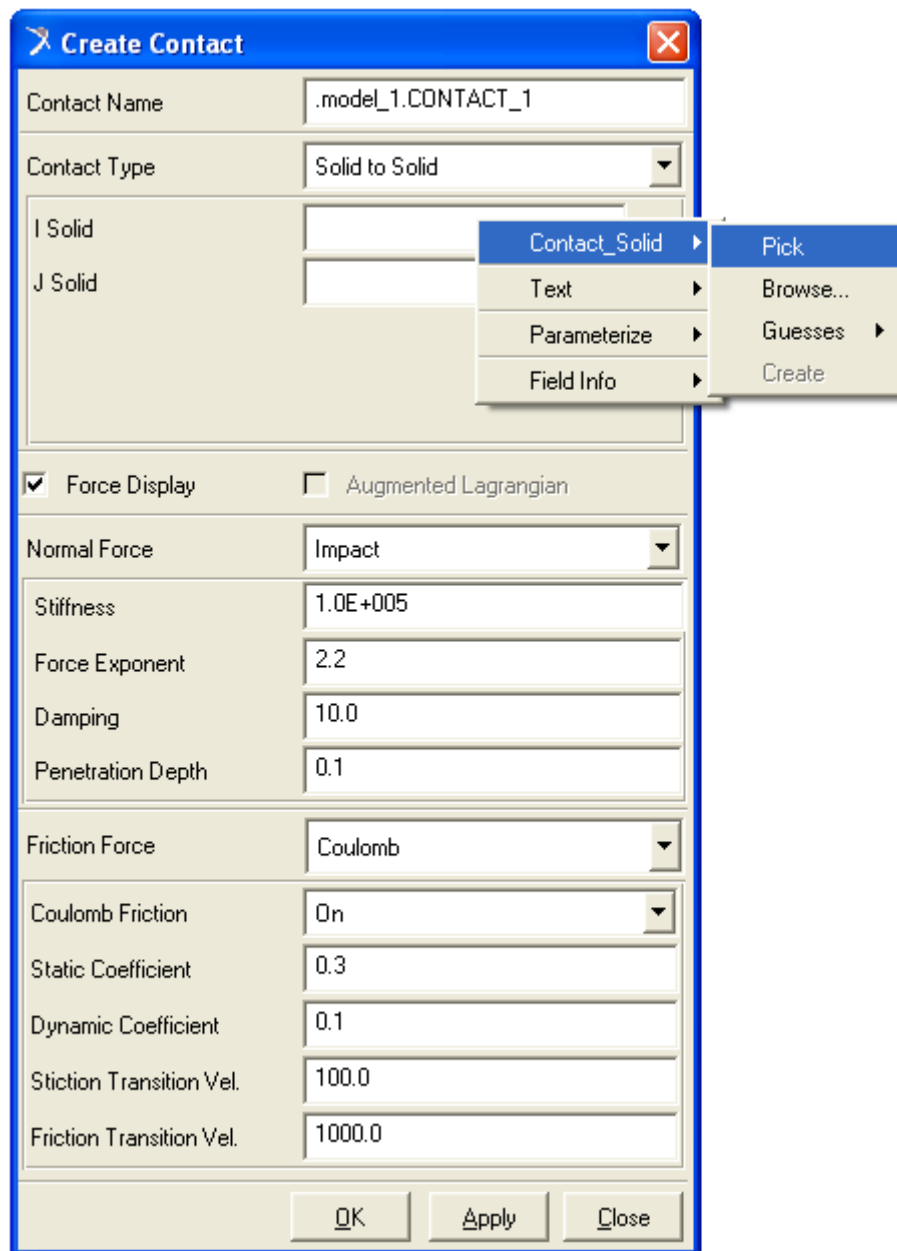 Create Contact
Contact Name .model_1.CONTACT_1
Contact Type Solid to Solid
I Solid
J Solid
Contact_Solid
Text
Parameterize
Field Info
Pick
Browse...
Guesses
Create
Force Display Augmented Lagrangian
Normal Force Impact
Stiffness 1.0E+005
Force Exponent 2.2
Damping 10.0
Penetration Depth 0.1
Friction Force Coulomb
Coulomb Friction On
Static Coefficient 0.3
Dynamic Coefficient 0.1
Stiction Transition Vel. 100.0
Friction Transition Vel. 1000.0
OK Apply Close